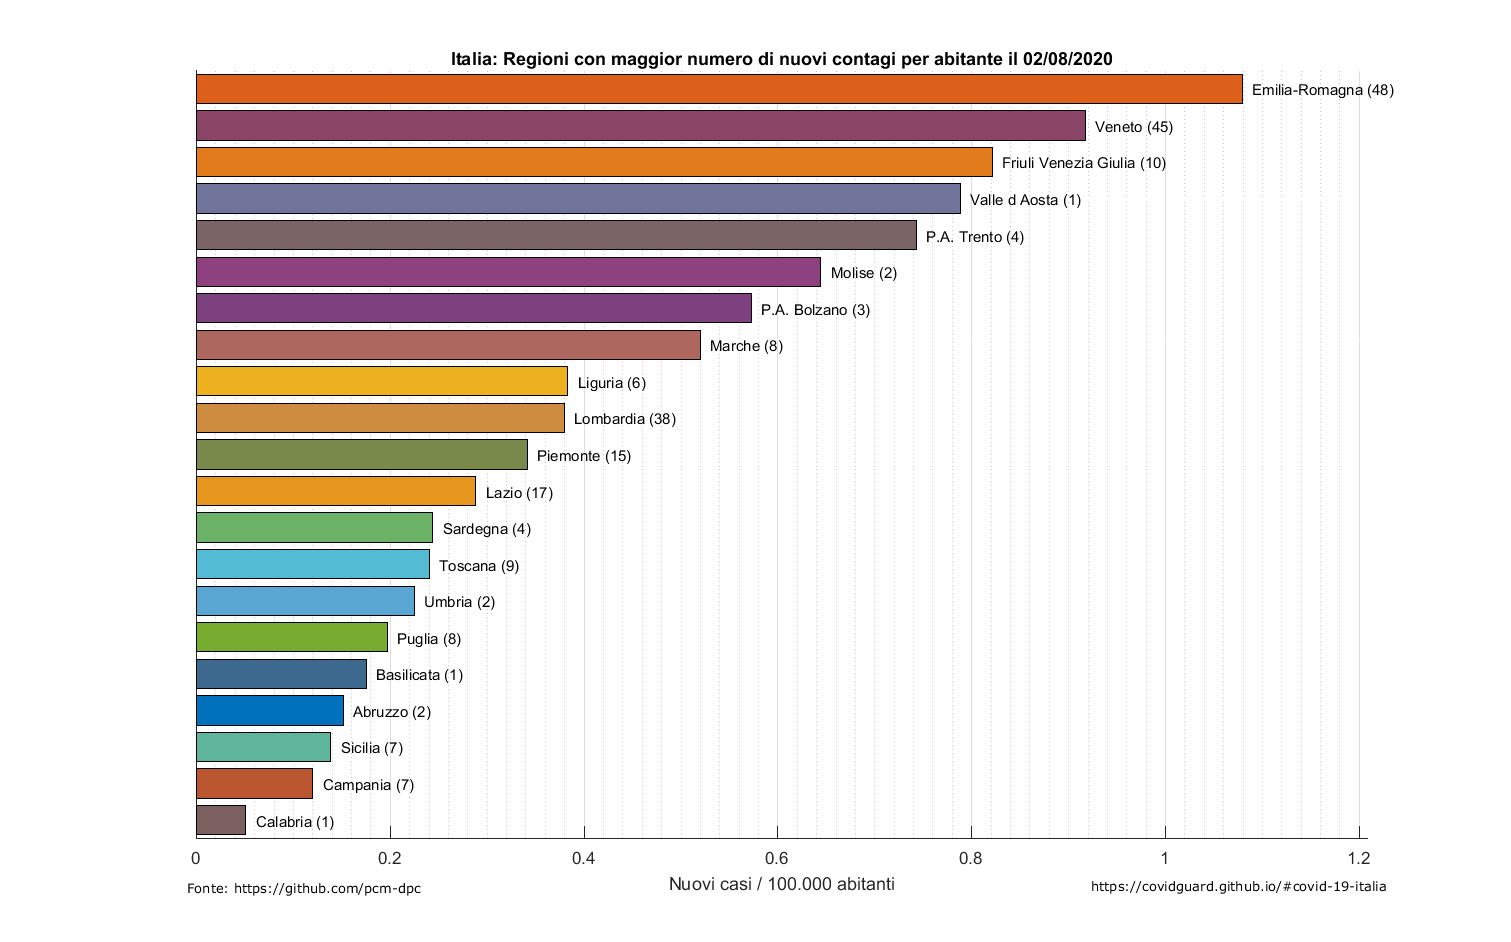 Italia: Regioni con maggior numero di nuovi contagi per abitante il 02/08/2020
Emilia-Romagna (48)
Veneto (45)
Friuli Venezia Giulia (10)
Valle d Aosta (1)
P.A. Trento (4)
Molise (2)
P.A. Bolzano (3)
Marche (8)
Liguria (6)
Lombardia (38)
Piemonte (15)
Lazio (17)
Sardegna (4)
Toscana (9)
Umbria (2)
Puglia (8)
Basilicata (1)
Abruzzo (2)
Sicilia (7)
Campania (7)
Calabria (1)
0 0.2 0.4 0.6 0.8 1 1.2
Nuovi casi / 100.000 abitanti
Fonte: https://github.com/pcm-dpc
https://covidguard.github.io/#covid-19-italia